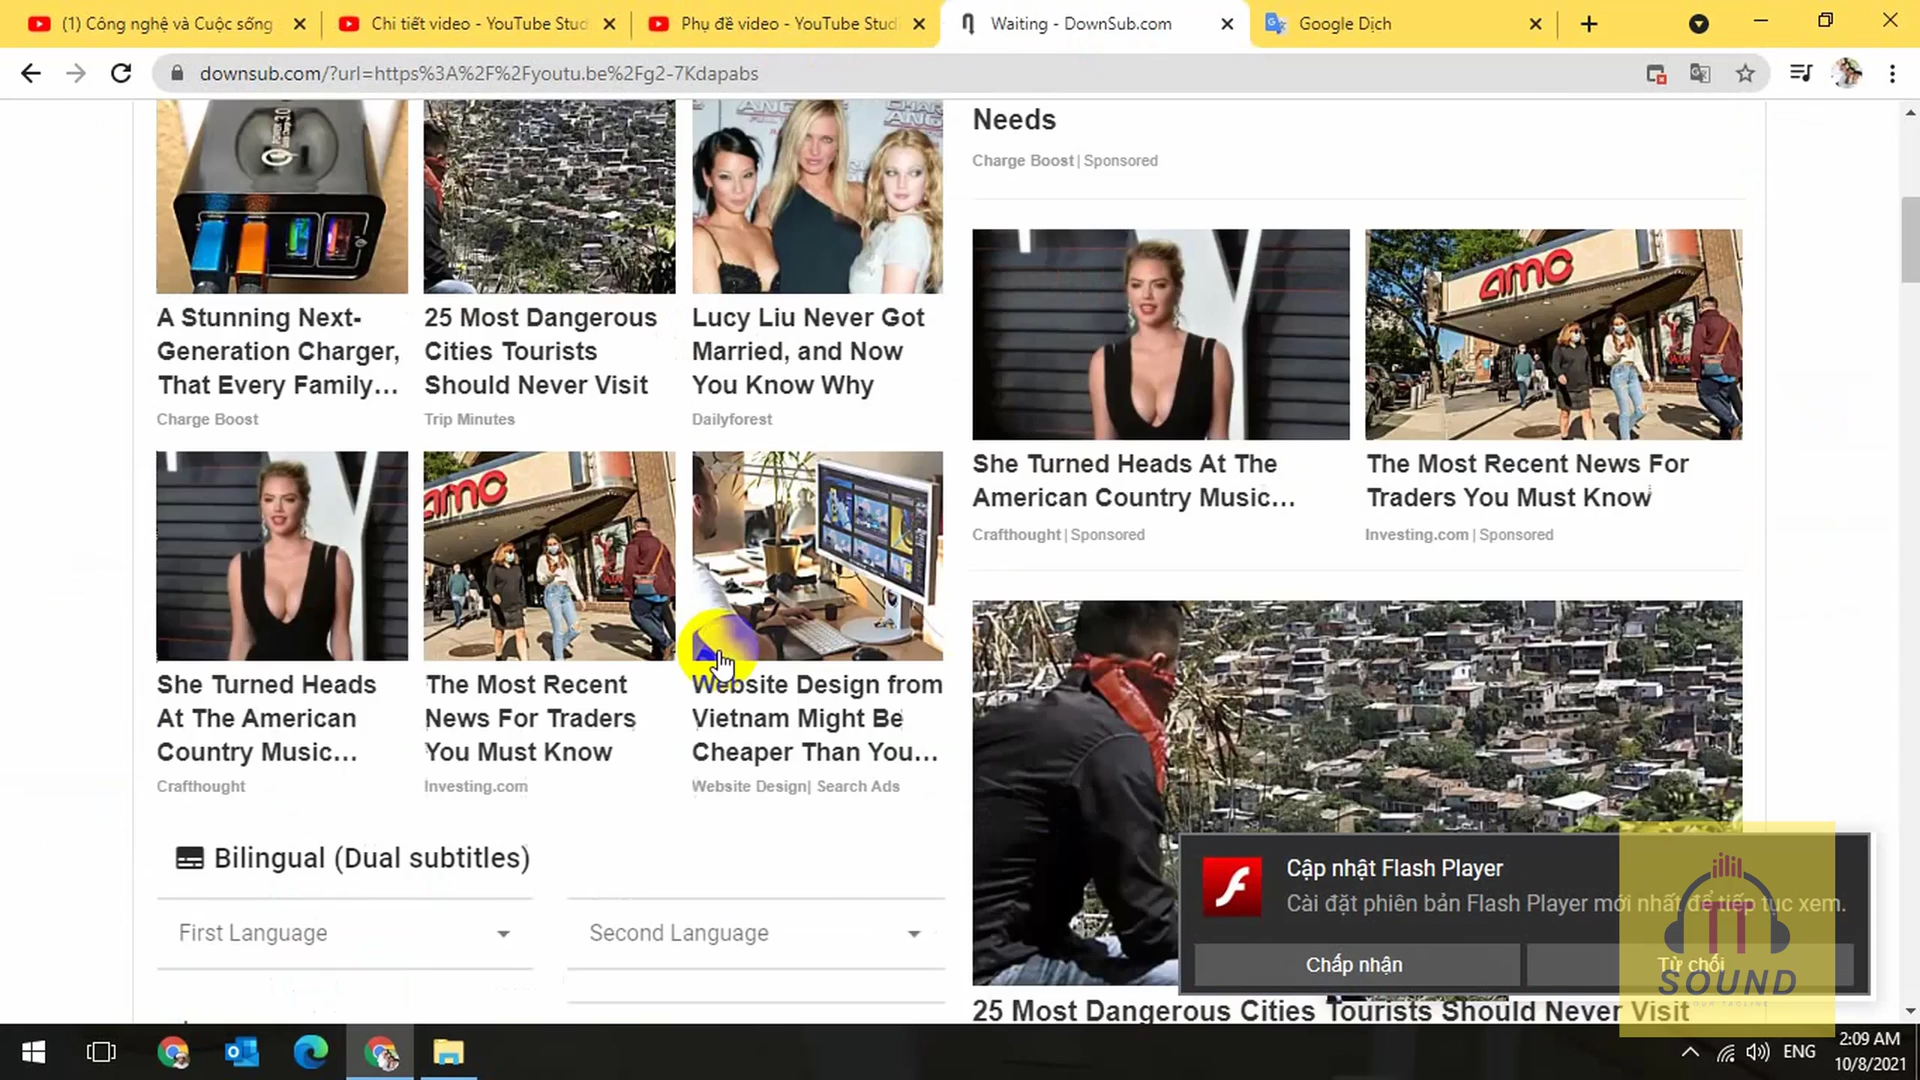 (1) Công nghệ và Cuộc sống
Chi tiết video - YouTube Stud
Phụ đề video - YouTube Studi
Waiting - DownSub.com
Google Dịch
downsub.com/?url=https%3A%2F%2Fyoutu.be%2Fg2-7Kdapabs
A Stunning Next-
Generation Charger,
That Every Family...
Charge Boost
25 Most Dangerous
Cities Tourists
Should Never Visit
Trip Minutes
Lucy Liu Never Got
Married, and Now
You Know Why
Dailyforest
amc
She Turned Heads
At The American
Country Music...
Crafthought
The Most Recent
News For Traders
You Must Know
Investing.com
Website Design from
Vietnam Might Be
Cheaper Than You...
Website Design| Search Ads
Bilingual (Dual subtitles)
First Language
Second Language
Needs
Charge Boost | Sponsored
amc
She Turned Heads At The
American Country Music...
Crafthought | Sponsored
The Most Recent News For
Traders You Must Know
Investing.com | Sponsored
25 Most Dangerous Cities Tourists Should Never Visit
Cập nhật Flash Player
Cài đặt phiên bản Flash Player mới nhất để tiếp tục xem.
Chấp nhận
Từ chối
TT
SOUND
ENG
2:09 AM
10/8/2021